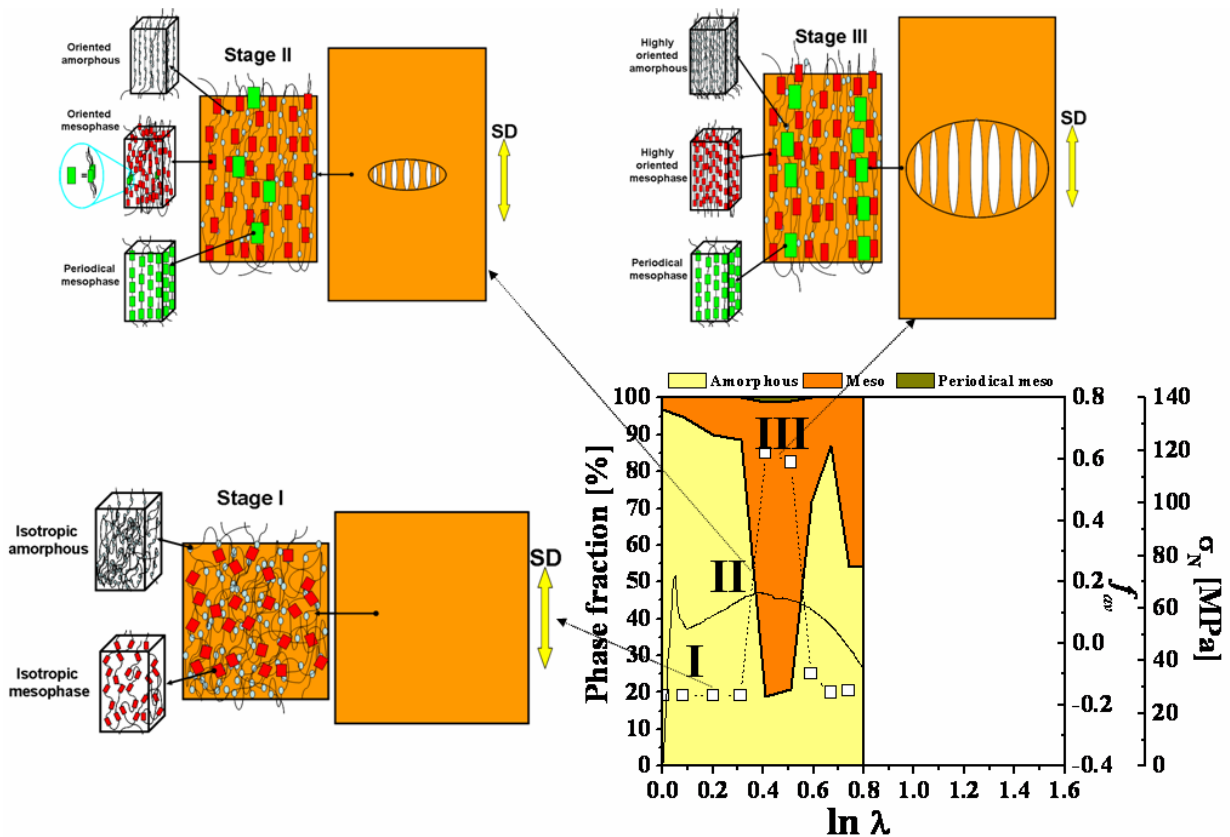 Oriented
amorphous
Stage II
Oriented
mesophase
=
SD
Periodical
mesophase
Highly
oriented
amorphous
Stage III
Highly
oriented
mesophase
SD
Periodical
mesophase
Stage I
Isotropic
amorphous
SD
Isotropic
mesophase
Amorphous Meso Periodical meso
Phase fraction [%]
100
90
80
70
60
50
40
30
20
10
0
III
II
I
0.0 0.2 0.4 0.6 0.8 1.0 1.2 1.4 1.6
ln λ
0.8
0.6
0.4
0.2
0.0
-0.2
-0.4
f av
140
120
100
80
60
40
20
0
σN [MPa]